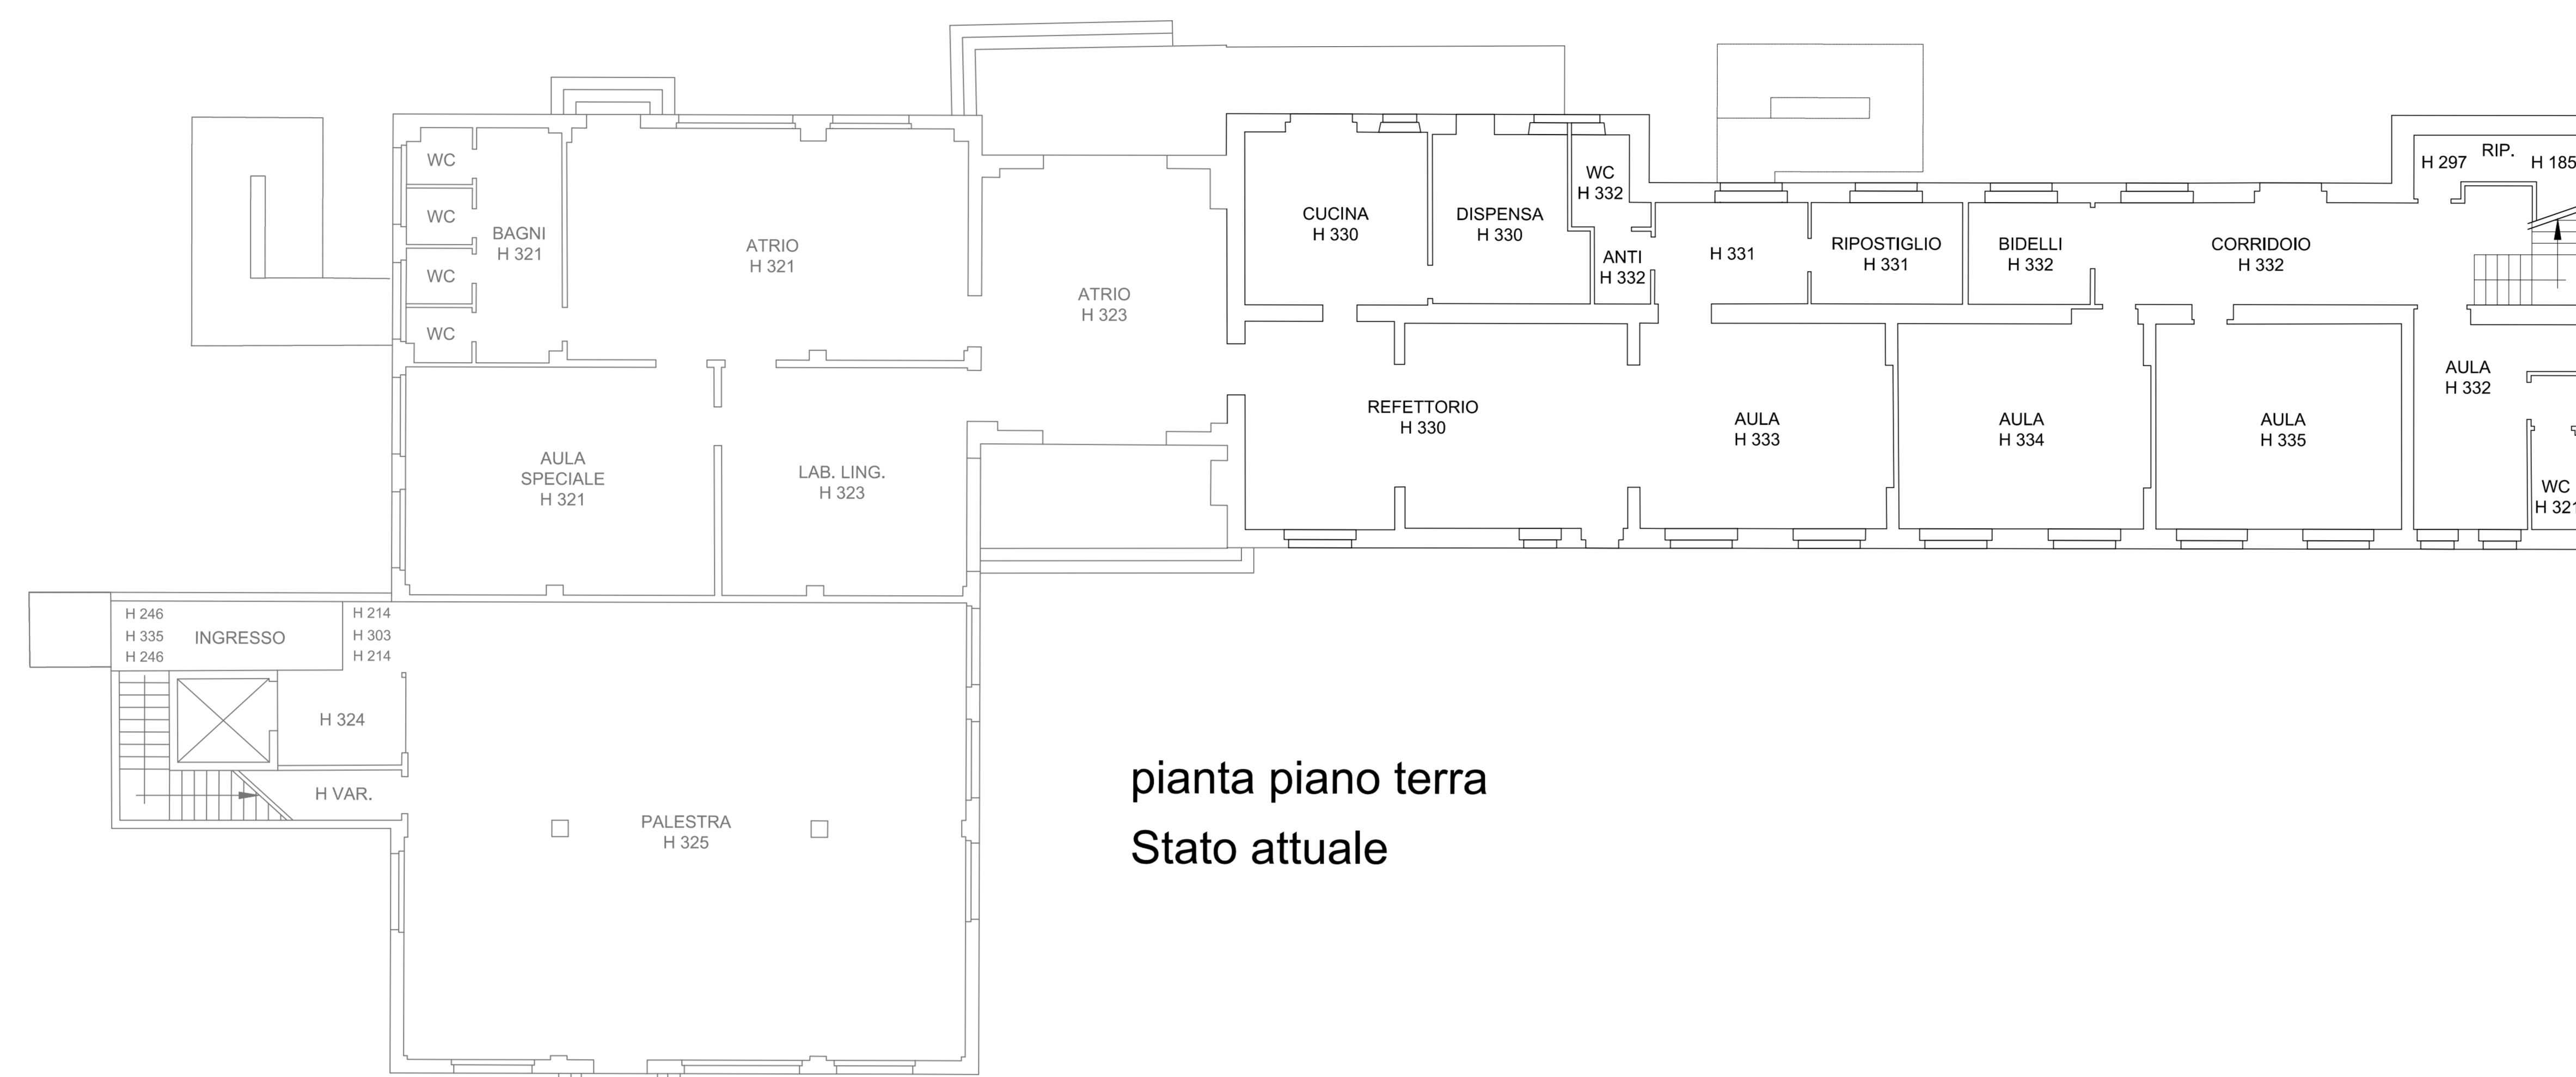 WC
WC
WC
WC
BAGNI
H 321
ATRIO
H 321
ATRIO
H 323
CUCINA
H 330
DISPENSA
H 330
WC
H 332
ANTI
H 332
H 331
RIPOSTIGLIO
H 331
BIDELLI
H 332
CORRIDOIO
H 332
H 297
RIP.
H 185
AULA
SPECIALE
H 321
LAB. LING.
H 323
REFETTORIO
H 330
AULA
H 333
AULA
H 334
AULA
H 335
AULA
H 332
WC
H 321
H 246
H 335
H 246
INGRESSO
H 214
H 303
H 214
H 324
H VAR.
PALESTRA
H 325
pianta piano terra
Stato attuale